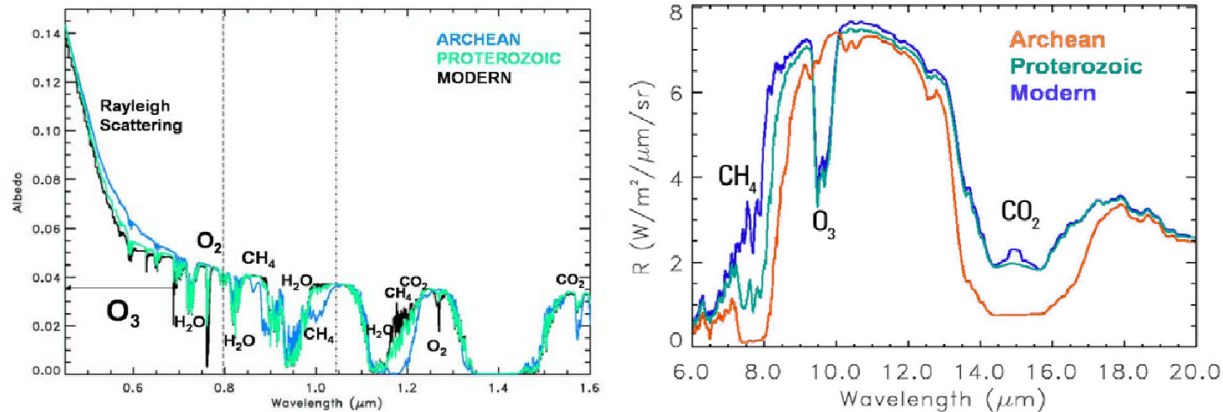 0.14
0.12
0.10
0.08
0.06
0.04
0.02
0.00
Albedo
ARCHEAN
PROTEROZOIC
MODERN
Rayleigh
Scattering
O₂
CH₄
O₃
H₂O
H₂O
H₂O
CH₄
H₂O
CH₄
CO₂
O₂
CO₂
0.6 0.8 1.0 1.2 1.4 1.6
Wavelength (μm)
8
6
4
2
0
R (W/m²/μm/sr)
Archean
Proterozoic
Modern
CH₄
O₃
CO₂
6.0 8.0 10.0 12.0 14.0 16.0 18.0 20.0
Wavelength (μm)